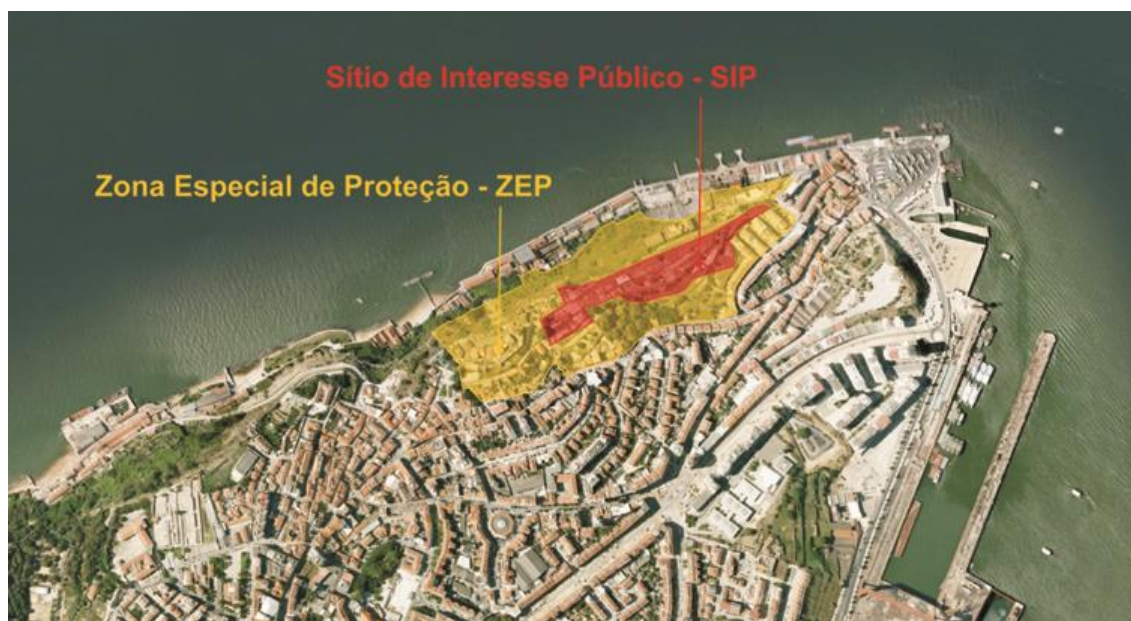 Sítio de Interesse Público - SIP
Zona Especial de Proteção - ZEP